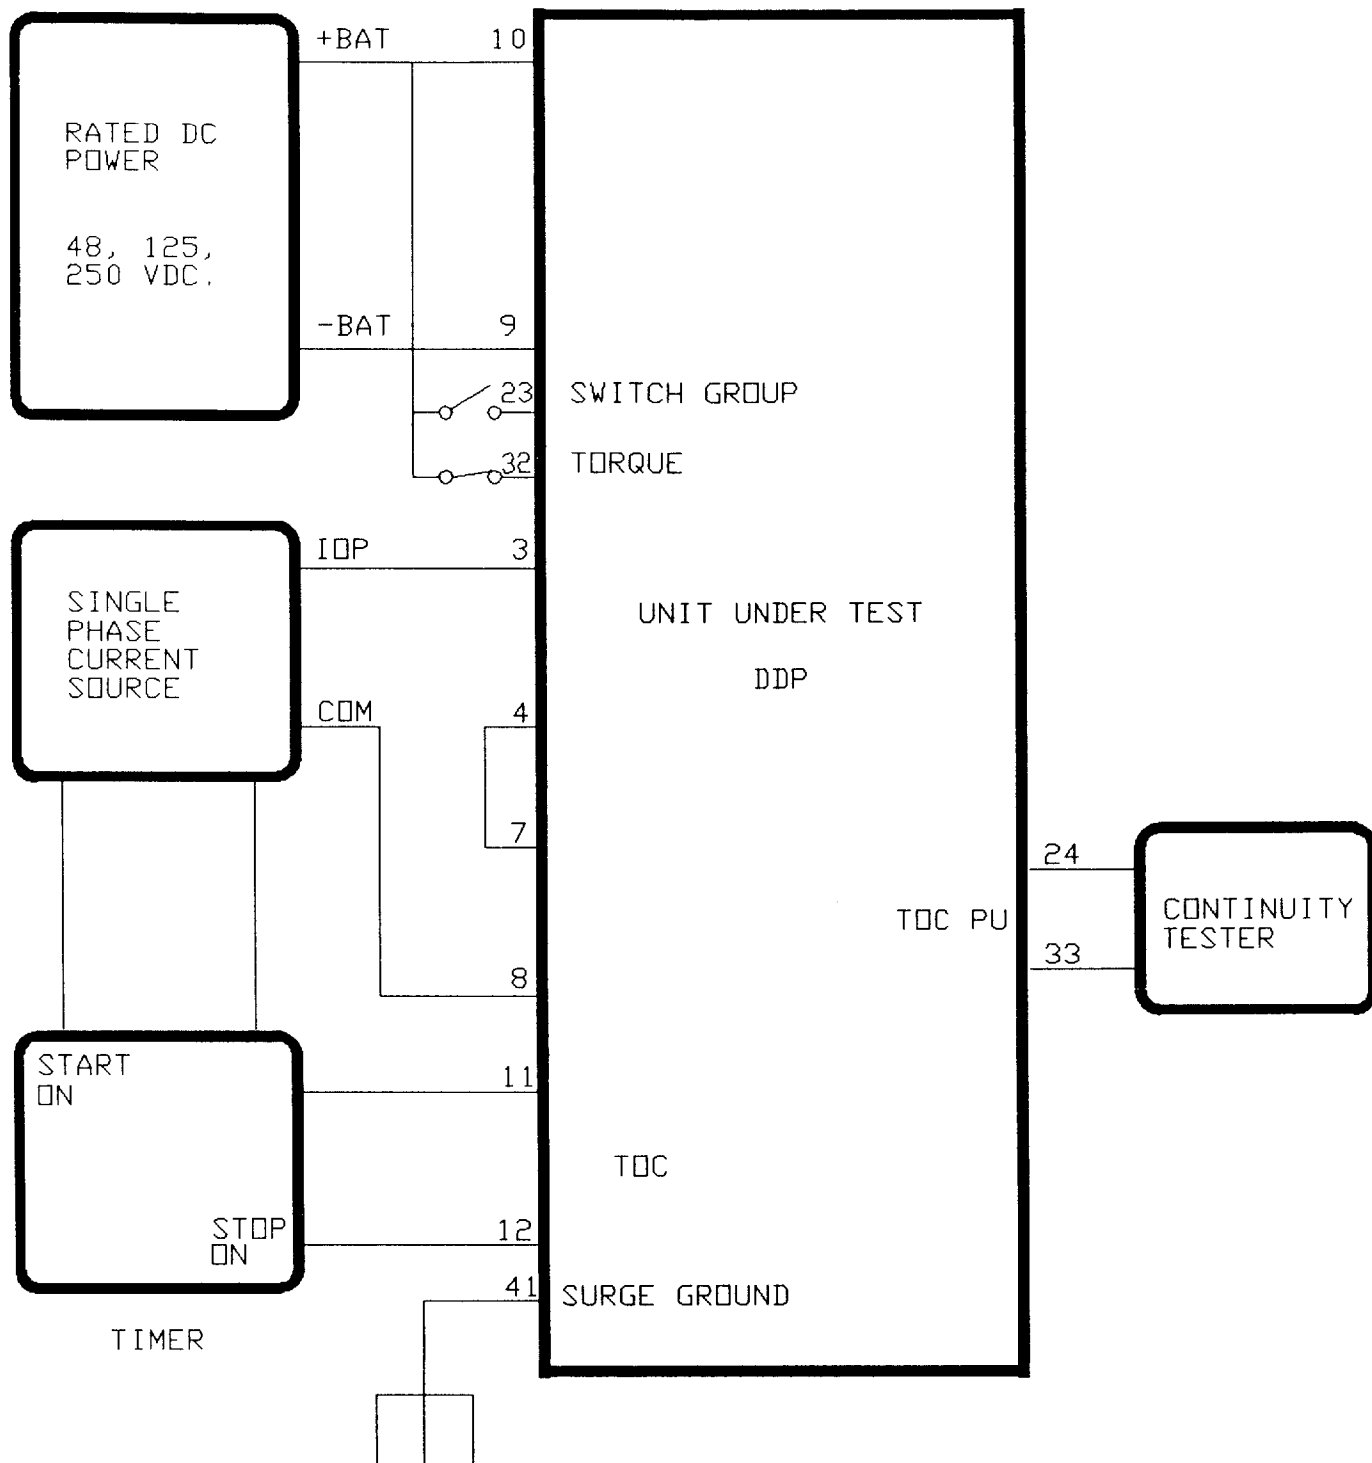 +BAT 10
RATED DC
POWER
48, 125,
250 VDC.
-BAT 9
23 SWITCH GROUP
32 TORQUE
IOP 3
SINGLE
PHASE
CURRENT
SOURCE
UNIT UNDER TEST
DDP
COM 4
7
24
CONTINUITY
TESTER
TOC PU
33
8
START
ON
11
TOC
STOP
ON
12
41 SURGE GROUND
TIMER